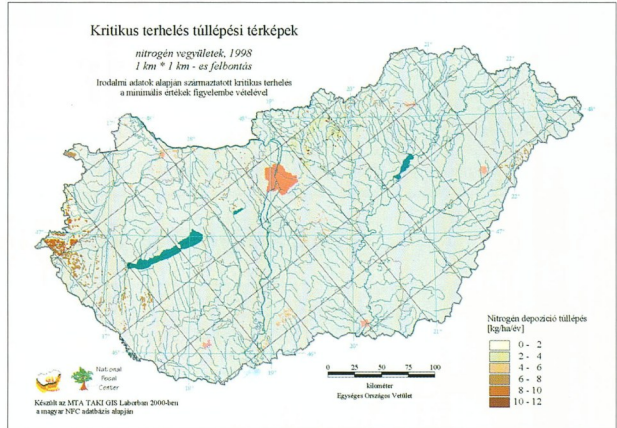 Kritikus terhelés túllépési térképek
nitrogén vegyületek, 1998
1 km * 1 km - es felbontás
Irodalmi adatok alapján származtatott kritikus terhelés
a minimális értékek figyelembe vételével
Nitrogén depozíció túllépés
[kg/ha/év]
0 - 2
2 - 4
4 - 6
6 - 8
8 - 10
10 - 12
0 25 50 75 100
kilométer
Egységes Országos Vetület
National
Focal
Center
Készült az MTA TAKI GIS Laborban 2000-ben
a magyar NFC adatbázis alapján